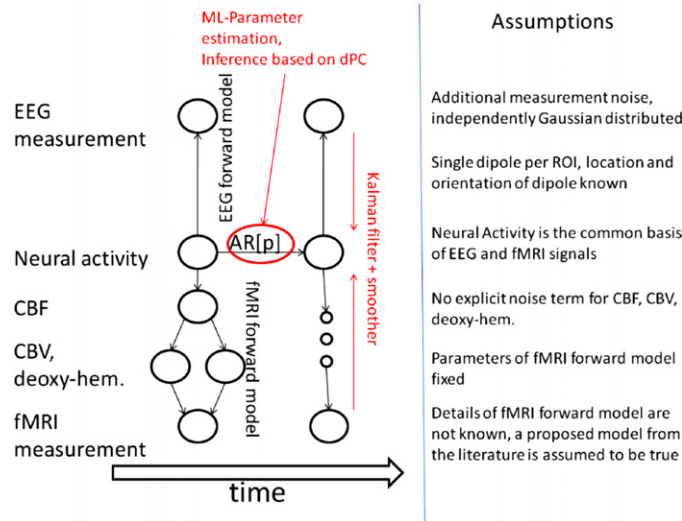 ML-Parameter
estimation,
Inference based on dPC
Assumptions
EEG
measurement
EEG forward model
AR[p]
Kalman filter + smoother
Neural activity
CBF
CBV,
deoxy-hem.
fMRI forward model
fMRI
measurement
time
Additional measurement noise,
independently Gaussian distributed
Single dipole per ROI, location and
orientation of dipole known
Neural Activity is the common basis
of EEG and fMRI signals
No explicit noise term for CBF, CBV,
deoxy-hem.
Parameters of fMRI forward model
fixed
Details of fMRI forward model are
not known, a proposed model from
the literature is assumed to be true